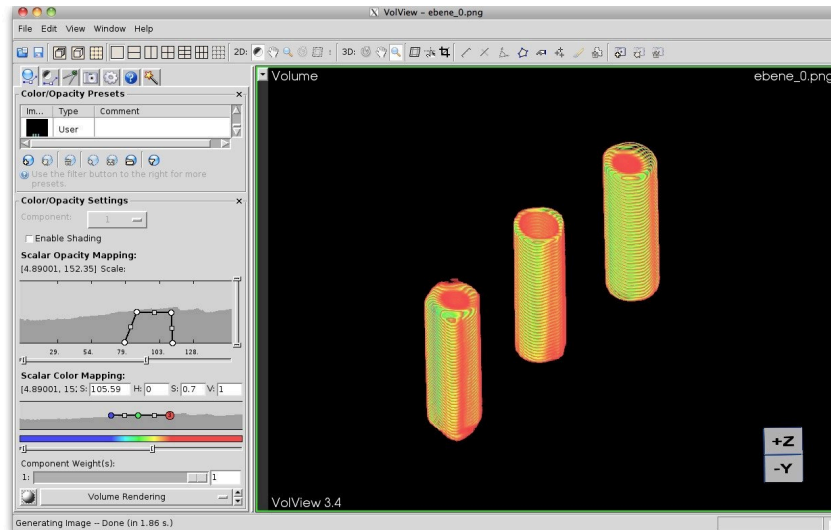 VolView – ebene_0.png
File Edit View Window Help
2D:
3D:
Color/Opacity Presets
Im... Type Comment
User
Use the filter button to the right for more
presets.
Color/Opacity Settings
Component: 1
Enable Shading
Scalar Opacity Mapping:
[4.89001, 152.35] Scale:
29. 54. 79. 103. 128.
Scalar Color Mapping:
[4.89001, 15: S: 105.59 H: 0 S: 0.7 V: 1
3
Component Weight(s):
1: 1
Volume Rendering
Generating Image -- Done (in 1.86 s.)
Volume
ebene_0.png
+Z
-Y
VolView 3.4